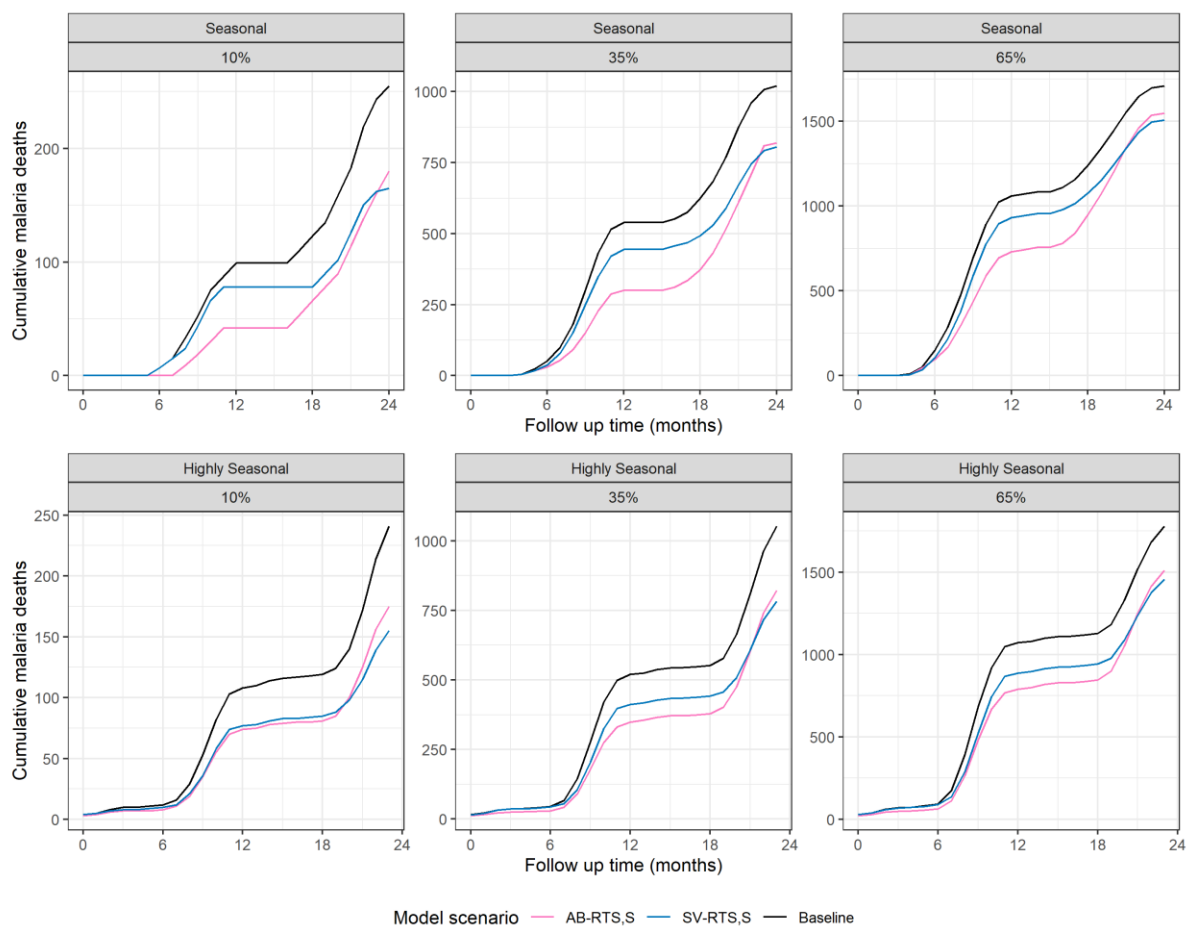 Seasonal
10%
Cumulative malaria deaths
200
100
0
0 6 12 18 24
Seasonal
35%
1000
750
500
250
0
0 6 12 18 24
Follow up time (months)
Seasonal
65%
1500
1000
500
0
0 6 12 18 24
Highly Seasonal
10%
Cumulative malaria deaths
250
200
150
100
50
0
0 6 12 18 24
Highly Seasonal
35%
1000
750
500
250
0
0 6 12 18 24
Follow up time (months)
Highly Seasonal
65%
1500
1000
500
0
0 6 12 18 24
Model scenario AB-RTS,S SV-RTS,S Baseline